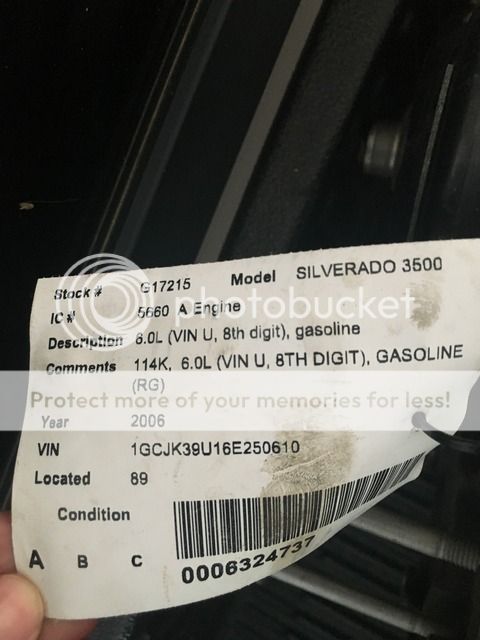 Stock # G17215 Model SILVERADO 3500
IC # 5660 A Engine
photobucket
Description 6.0L (VIN U, 8th digit), gasoline
Comments 114K, 6.0L (VIN U, 8TH DIGIT), GASOLINE
(RG)
Protect more of your memories for less!
Year 2006
VIN 1GCJK39U16E250610
Located 89
Condition
A B C
0006324737